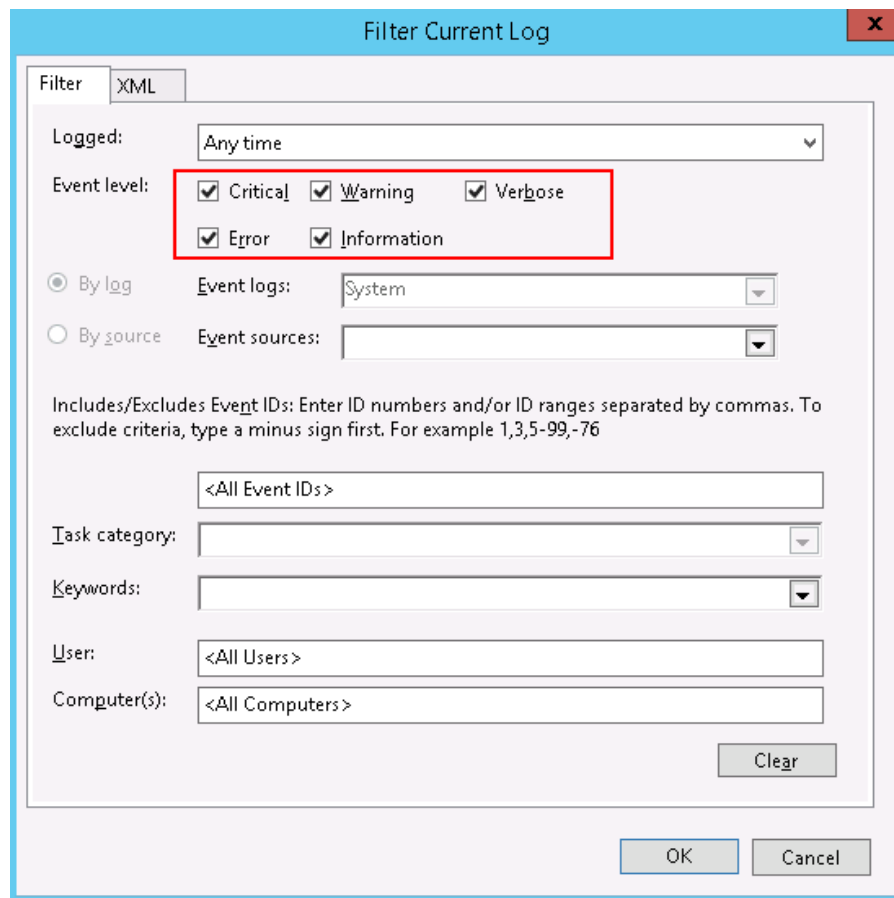 Filter Current Log
x
Filter XML
Logged: Any time
Event level: Critical Warning Verbose
Error Information
By log Event logs: System
By source Event sources:
Includes/Excludes Event IDs: Enter ID numbers and/or ID ranges separated by commas. To
exclude criteria, type a minus sign first. For example 1,3,5-99,-76
<All Event IDs>
Task category:
Keywords:
User: <All Users>
Computer(s): <All Computers>
Clear
OK Cancel